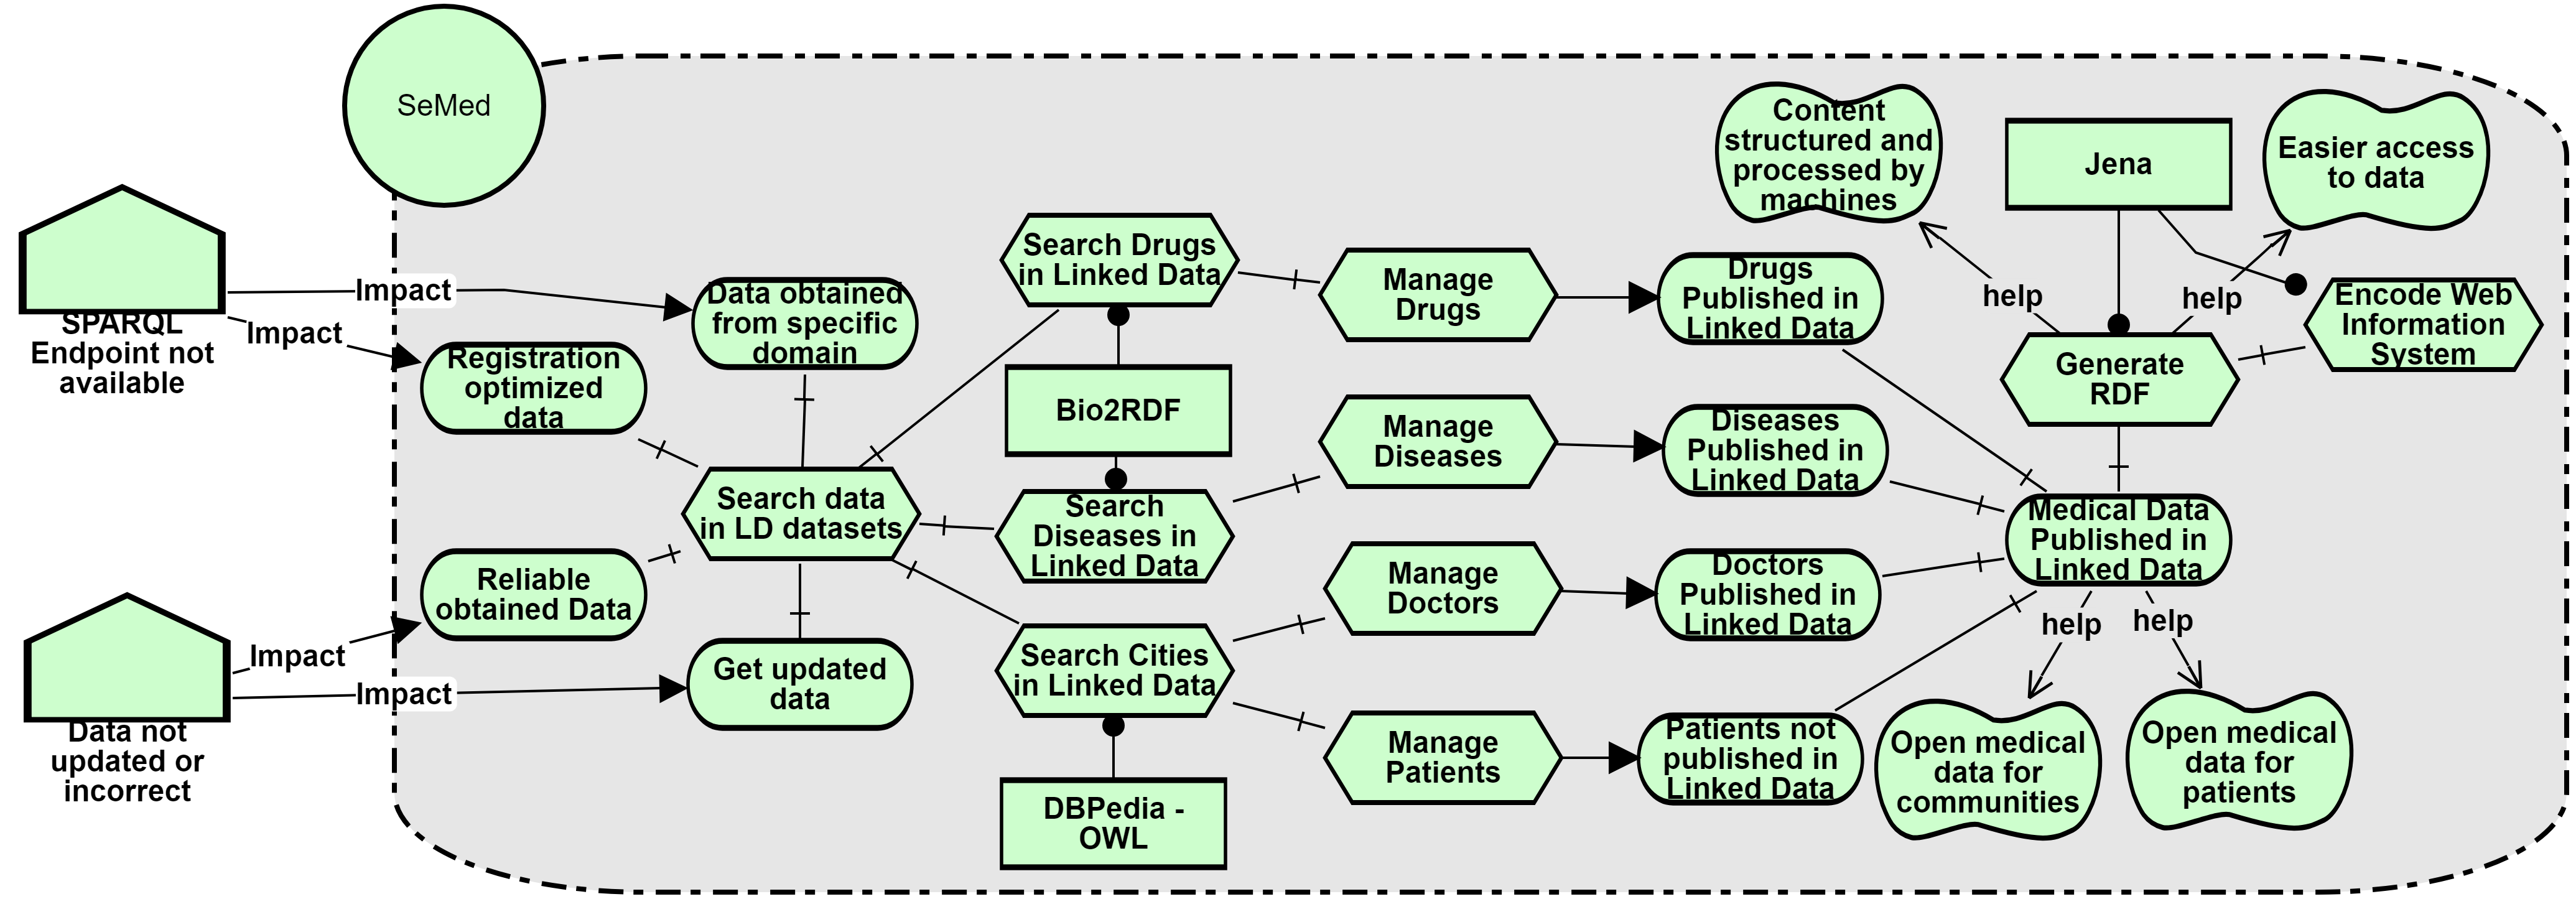 SeMed
SPARQL
Endpoint not
available
Impact
Impact
Data not
updated or
incorrect
Impact
Impact
Data obtained
from specific
domain
Registration
optimized
data
Search data
in LD datasets
Reliable
obtained Data
Get updated
data
Search Drugs
in Linked Data
Bio2RDF
Search
Diseases in
Linked Data
Search Cities
in Linked Data
DBPedia -
OWL
Manage
Drugs
Manage
Diseases
Manage
Doctors
Manage
Patients
Drugs
Published in
Linked Data
Diseases
Published in
Linked Data
Doctors
Published in
Linked Data
Patients not
published in
Linked Data
Content
structured and
processed by
machines
Jena
Easier access
to data
help
help
Encode Web
Information
System
Generate
RDF
Medical Data
Published in
Linked Data
help
help
Open medical
data for
communities
Open medical
data for
patients